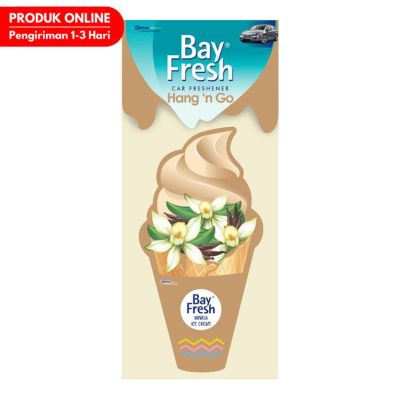 PRODUK ONLINE
Pengiriman 1-3 Hari
Bay®
Fresh
CAR FRESHENER
Hang 'n Go
Bay®
Fresh
VANILLA
ICE CREAM